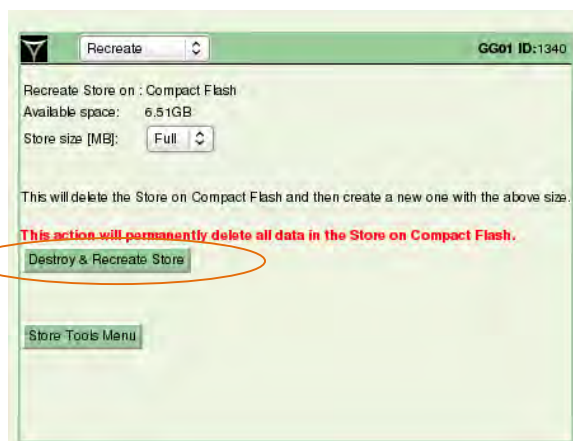 Recreate GG01 ID:1340
Recreate Store on : Compact Flash
Available space: 6.51GB
Store size [MB]: Full
This will delete the Store on Compact Flash and then create a new one with the above size.
This action will permanently delete all data in the Store on Compact Flash.
Destroy & Recreate Store
Store Tools Menu